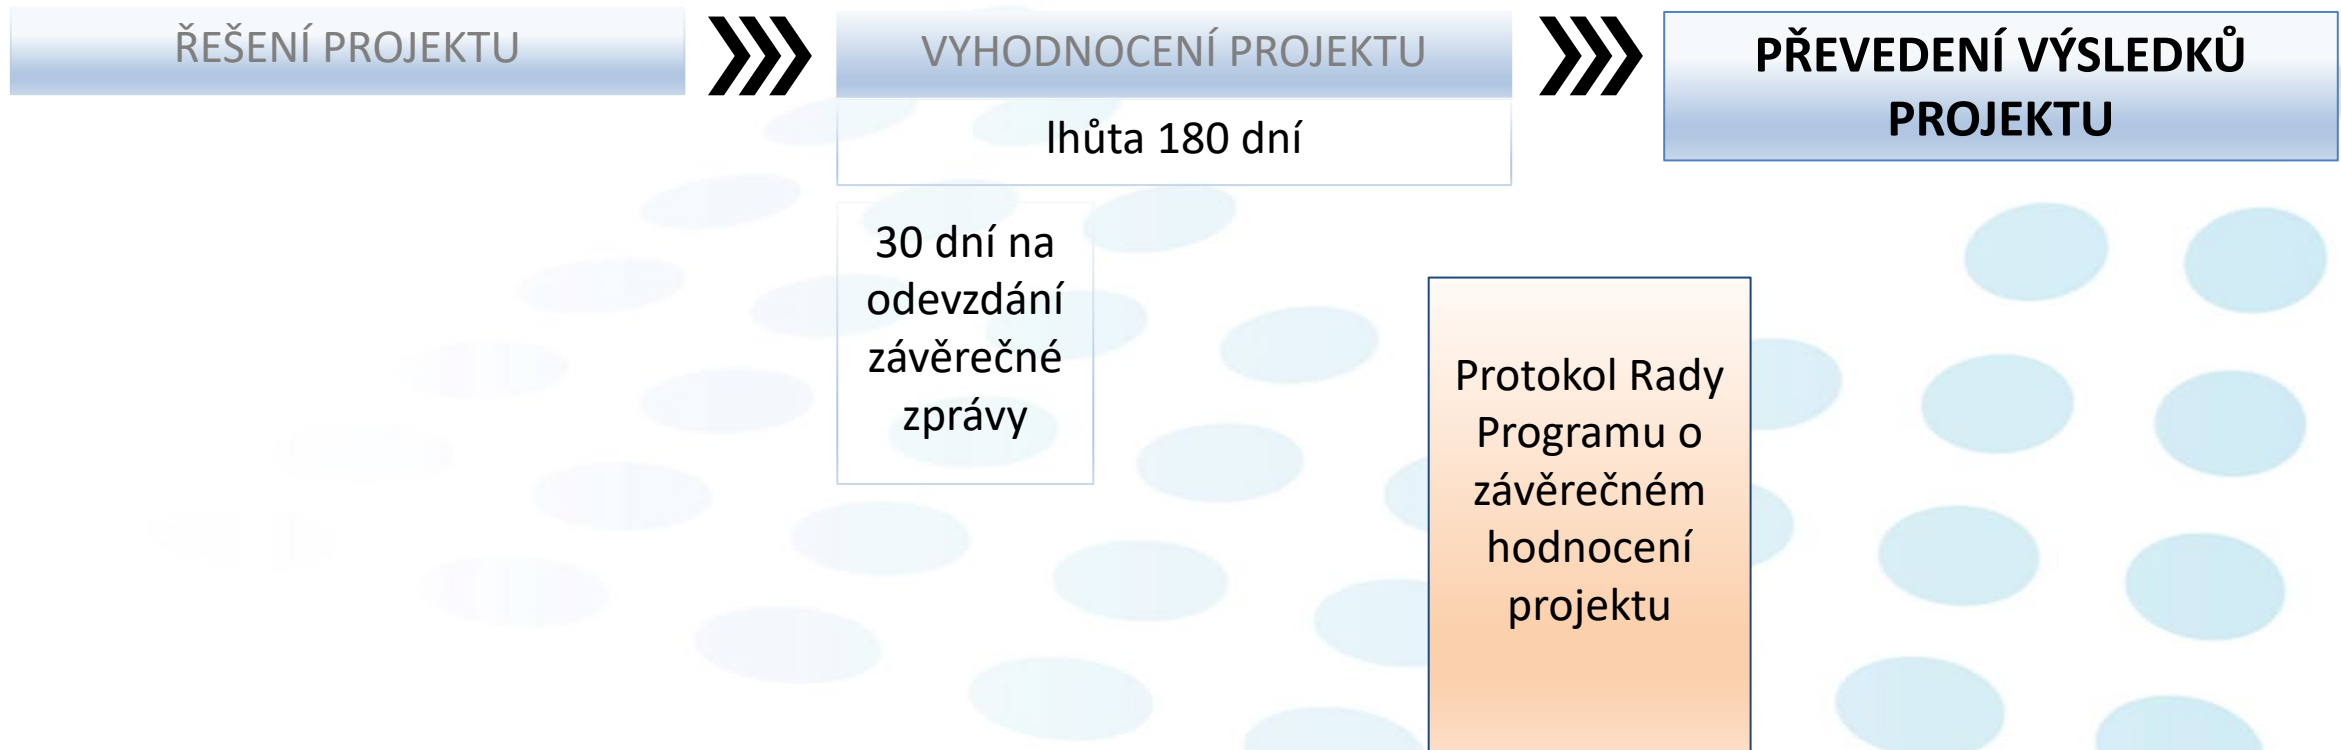 ŘEŠENÍ PROJEKTU
VYHODNOCENÍ PROJEKTU
lhůta 180 dní
30 dní na
odevzdání
závěrečné
zprávy
PŘEVEDENÍ VÝSLEDKŮ
PROJEKTU
Protokol Rady
Programu o
závěrečném
hodnocení
projektu